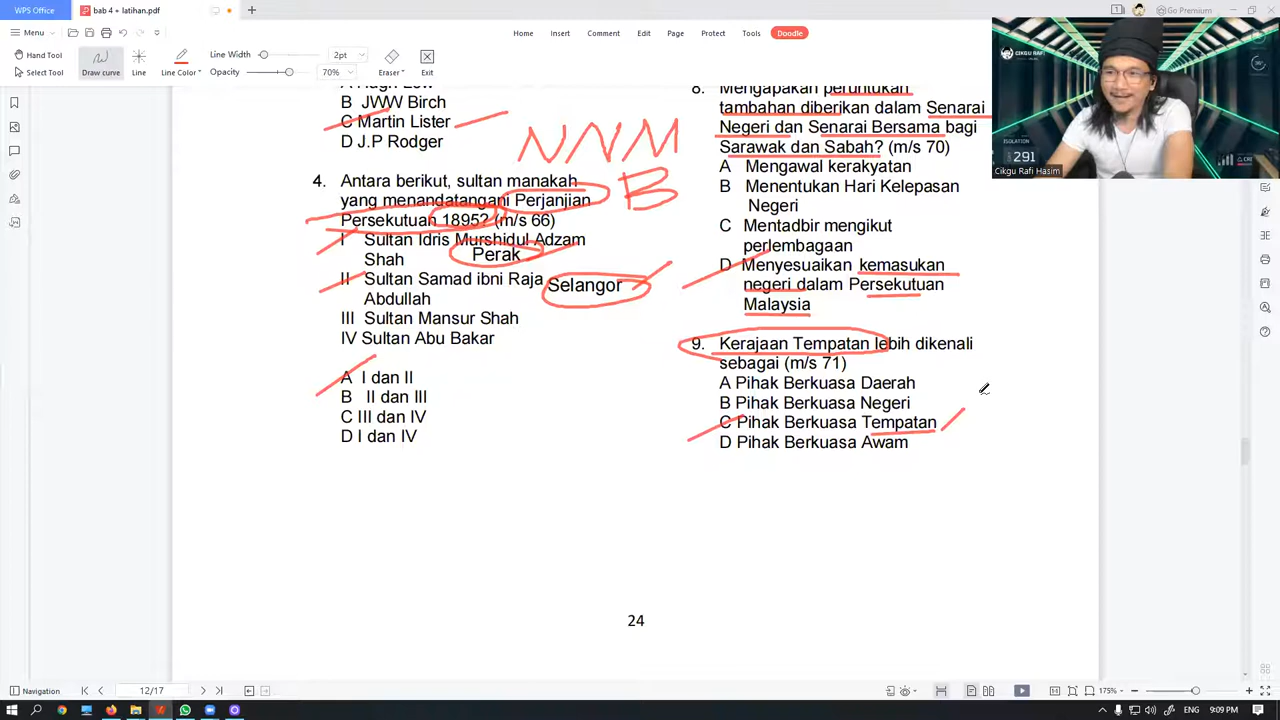 WPS Office
bab 4 + latihan.pdf
Go Premium
Menu
Home
Insert
Comment
Edit
Page
Protect
Tools
Doodle
Hand Tool
Select Tool
Draw curve
Line
Line Color
Line Width
2pt
Opacity
70%
Eraser
Exit
CIKGU RAFI
ISOLATION
291
Cikgu Rafi Hasim
B JWW Birch
C Martin Lister
D J.P Rodger
NNM
B
4. Antara berikut, sultan manakah
yang menandatangani Perjanjian
Persekutuan 1895? (m/s 66)
I Sultan Idris Murshidul Adzam
Shah
Perak
II Sultan Samad ibni Raja
Abdullah
Selangor
III Sultan Mansur Shah
IV Sultan Abu Bakar
A I dan II
B II dan III
C III dan IV
D I dan IV
8. Mengapakah peruntukan
tambahan diberikan dalam Senarai
Negeri dan Senarai Bersama bagi
Sarawak dan Sabah? (m/s 70)
A Mengawal kerakyatan
B Menentukan Hari Kelepasan
Negeri
C Mentadbir mengikut
perlembagaan
D Menyesuaikan kemasukan
negeri dalam Persekutuan
Malaysia
9. Kerajaan Tempatan lebih dikenali
sebagai (m/s 71)
A Pihak Berkuasa Daerah
B Pihak Berkuasa Negeri
C Pihak Berkuasa Tempatan
D Pihak Berkuasa Awam
24
Navigation
12/17
175%
ENG
9:09 PM